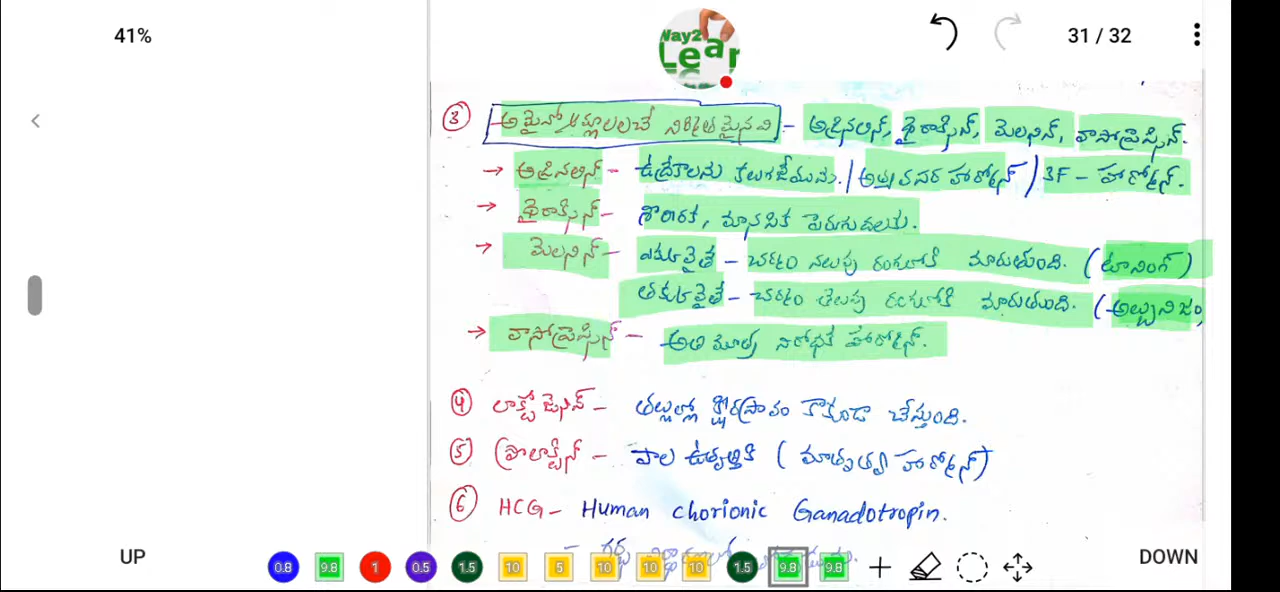 41%
Way2
Lear
31 / 32
③ అమైనో ఆమ్లాలచే నిర్మితమైనవి - అడ్రినలిన్, థైరాక్సిన్, మెలనిన్, వాసోప్రెస్సిన్.
→ అడ్రినలిన్ - ఉద్రేకాలను కలుగజేయును. / అత్యవసర హార్మోన్ / 3F - హార్మోన్.
→ థైరాక్సిన్ - శారీరక, మానసిక పెరుగుదలకు.
→ మెలనిన్ - ఎక్కువైతే - చర్మం నలుపు రంగులోకి మారుతుంది. (టానింగ్)
తక్కువైతే - చర్మం తెలుపు రంగులోకి మారుతుంది. (అల్బునిజం
→ వాసోప్రెస్సిన్ - అతి మూత్ర నిరోధక హార్మోన్.
④ లాక్టోజెనిన్ - తల్లుల్లో క్షీరస్రావం కాకుండా చేస్తుంది.
⑤ ప్రొలాక్టిన్ - పాల ఉత్పత్తికి (మాతృత్వ హార్మోన్)
⑥ HCG - Human chorionic Ganadotropin.
- గర్భ
UP
0.8 9.8 1 0.5 1.5 10 5 10 10 10 1.5 9.8 9.8
DOWN